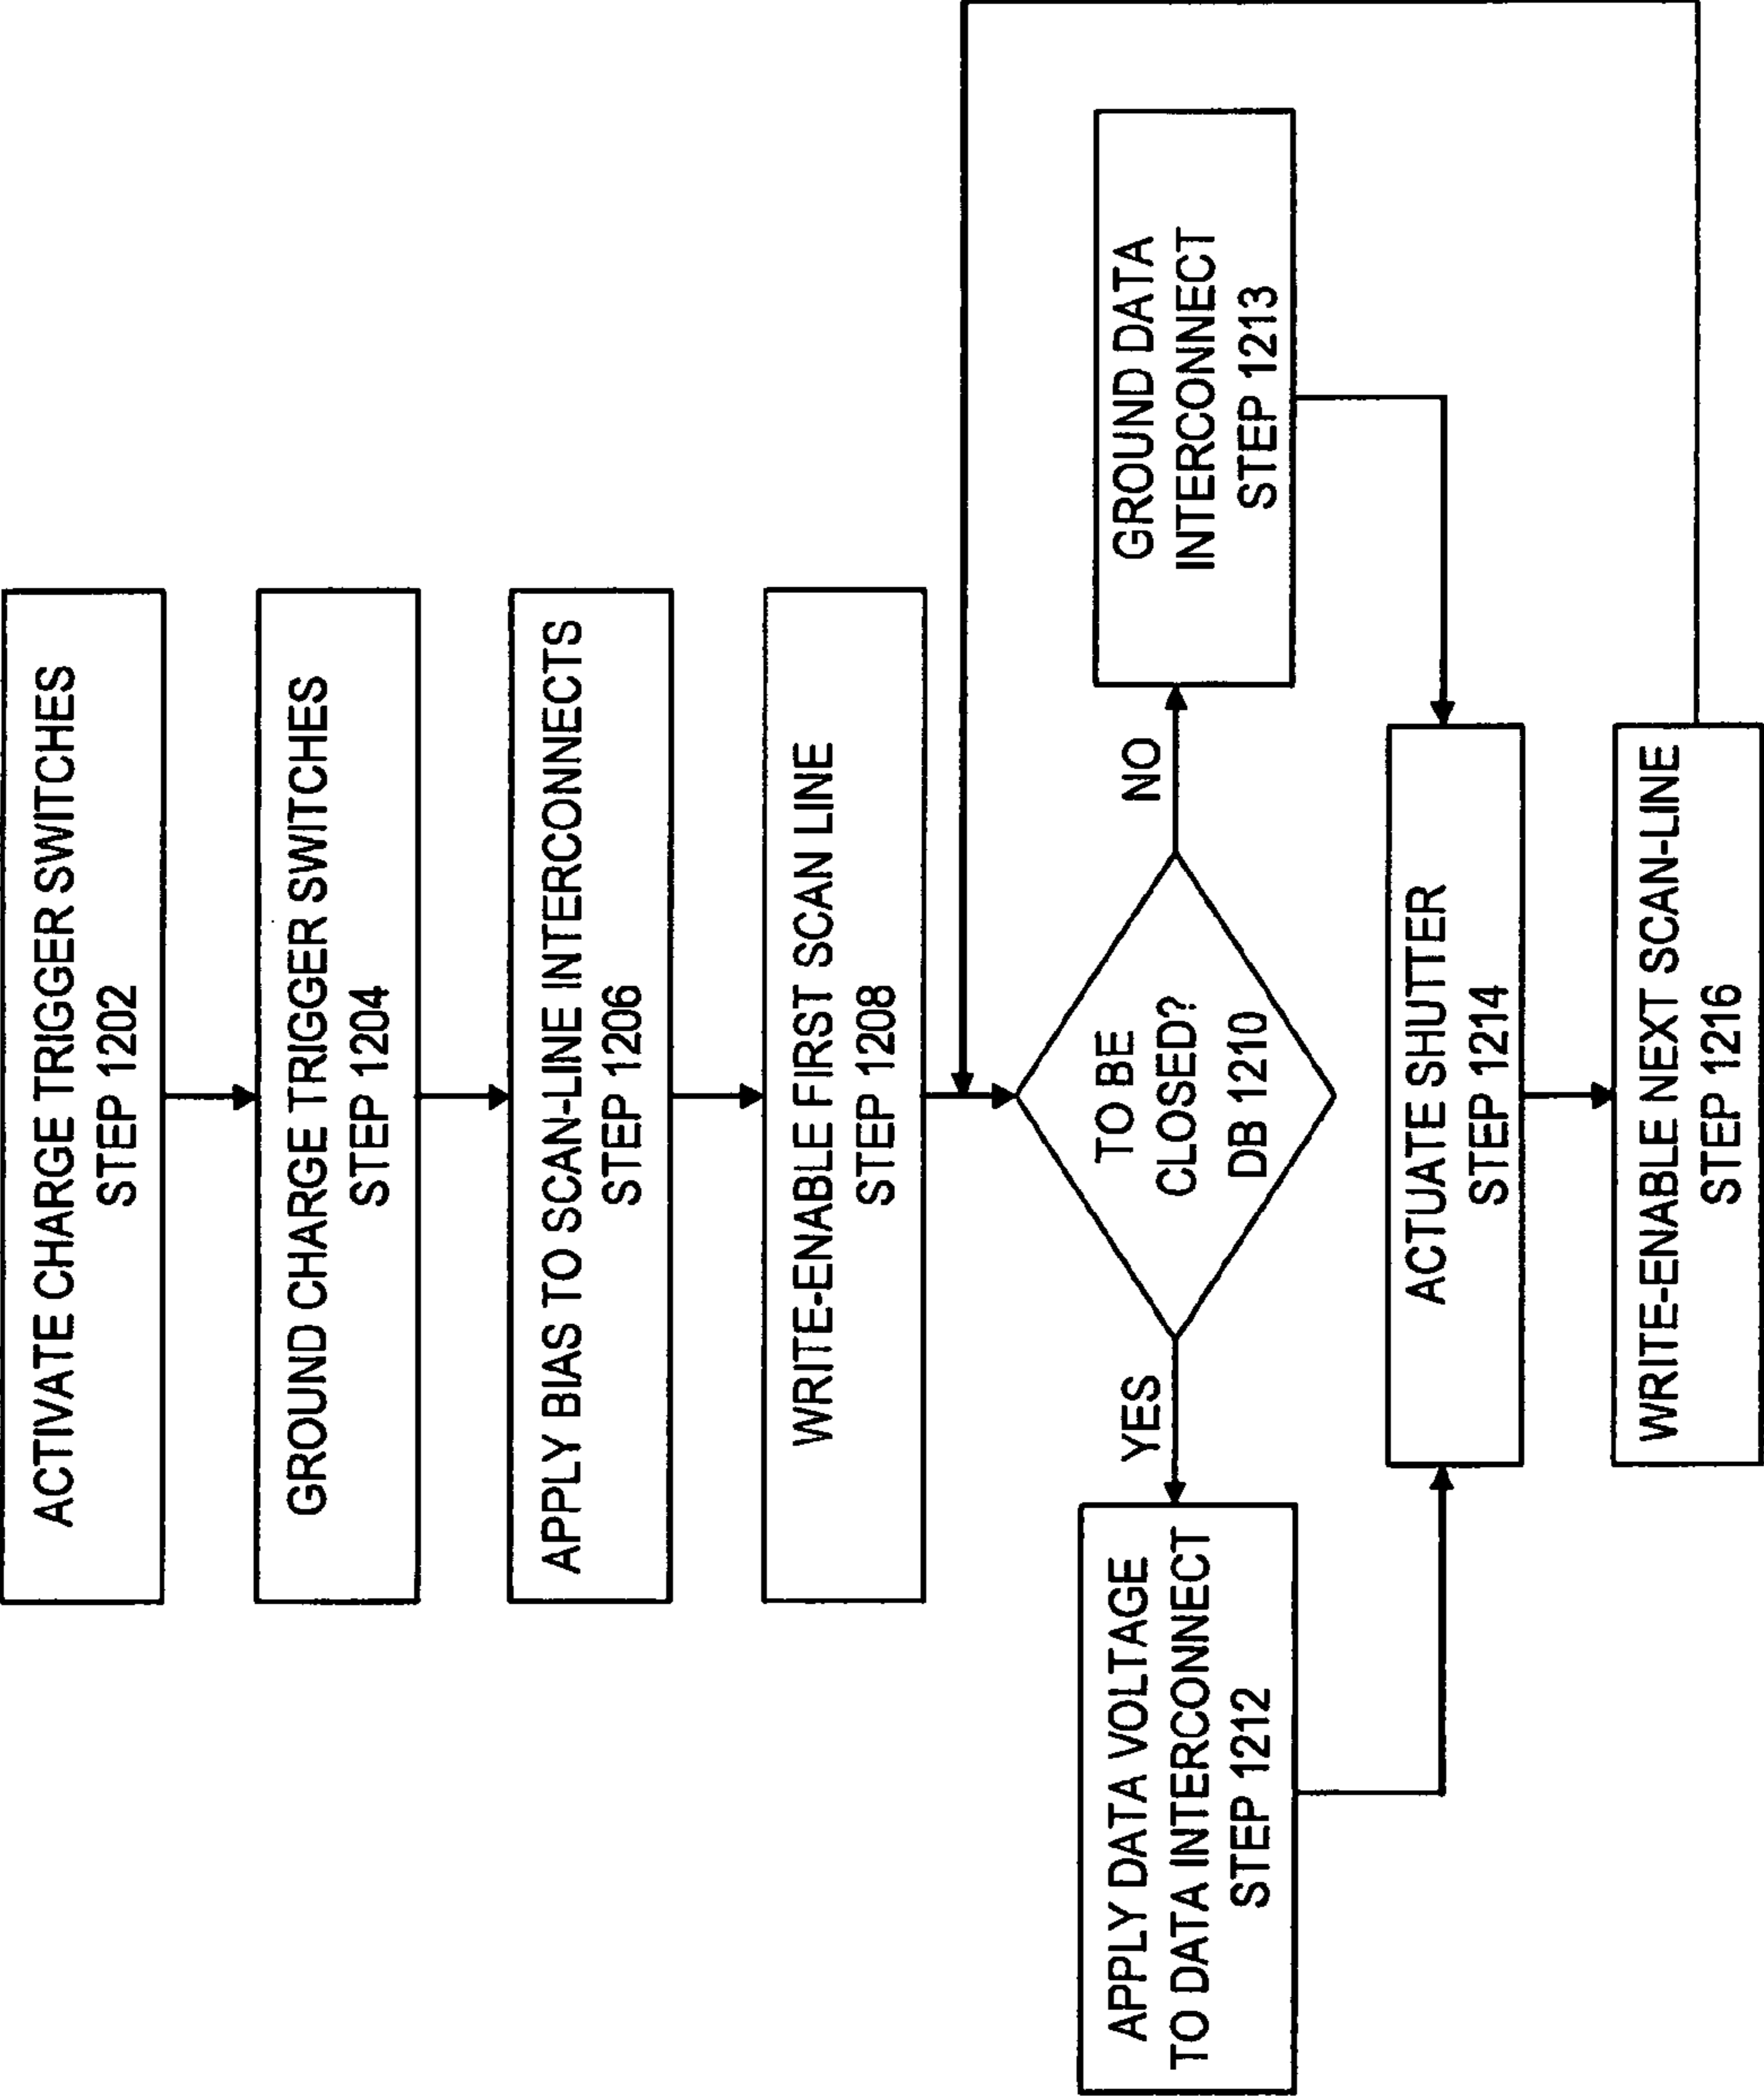 ACTIVATE CHARGE TRIGGER SWITCHES
STEP 1202
GROUND CHARGE TRIGGER SWITCHES
STEP 1204
APPLY BIAS TO SCAN-LINE INTERCONNECTS
STEP 1206
WRITE-ENABLE FIRST SCAN LINE
STEP 1208
TO BE
CLOSED?
DB 1210
YES
NO
APPLY DATA VOLTAGE
TO DATA INTERCONNECT
STEP 1212
GROUND DATA
INTERCONNECT
STEP 1213
ACTUATE SHUTTER
STEP 1214
WRITE-ENABLE NEXT SCAN-LINE
STEP 1216